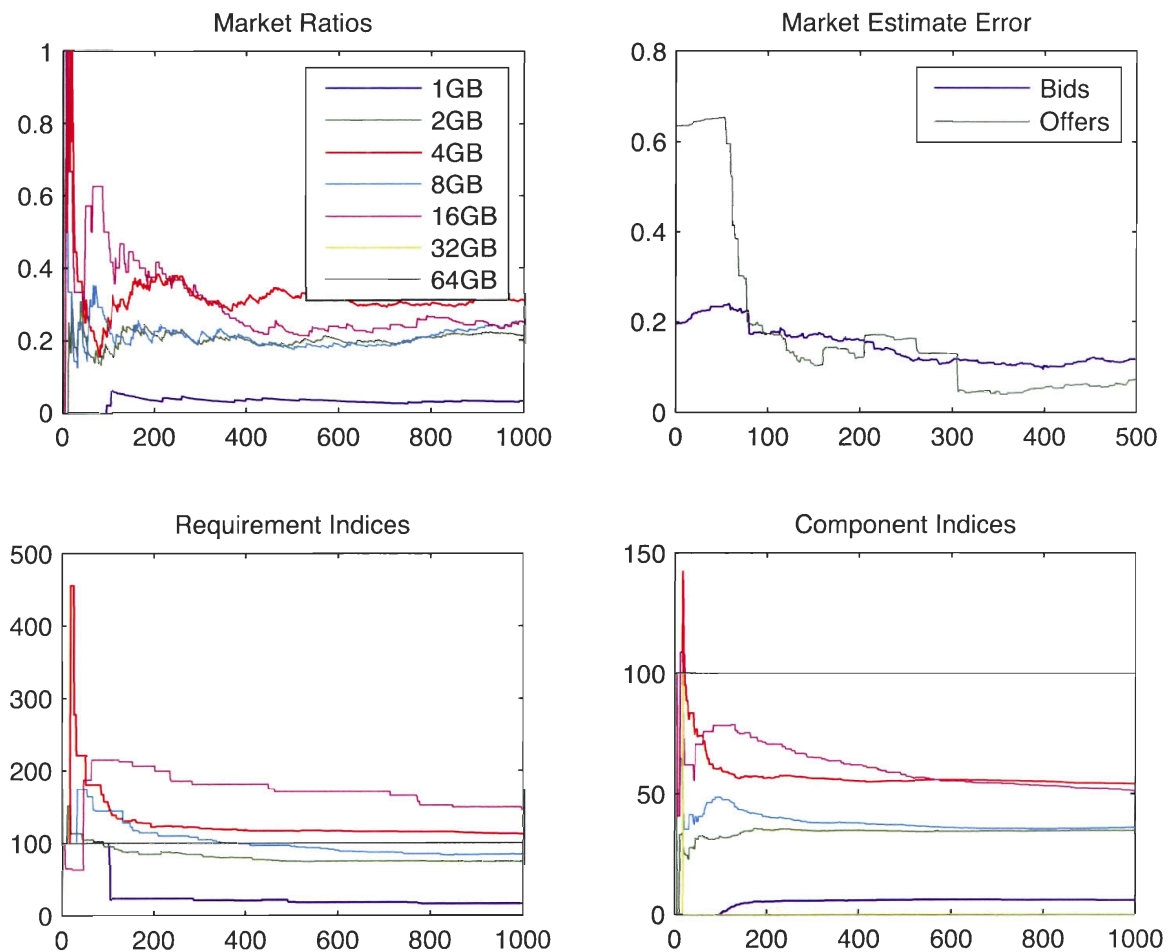 Market Ratios
1
0.8
0.6
0.4
0.2
0
0 200 400 600 800 1000
1GB
2GB
4GB
8GB
16GB
32GB
64GB
Market Estimate Error
0.8
0.6
0.4
0.2
0
0 100 200 300 400 500
Bids
Offers
Requirement Indices
500
400
300
200
100
0
0 200 400 600 800 1000
Component Indices
150
100
50
0
0 200 400 600 800 1000